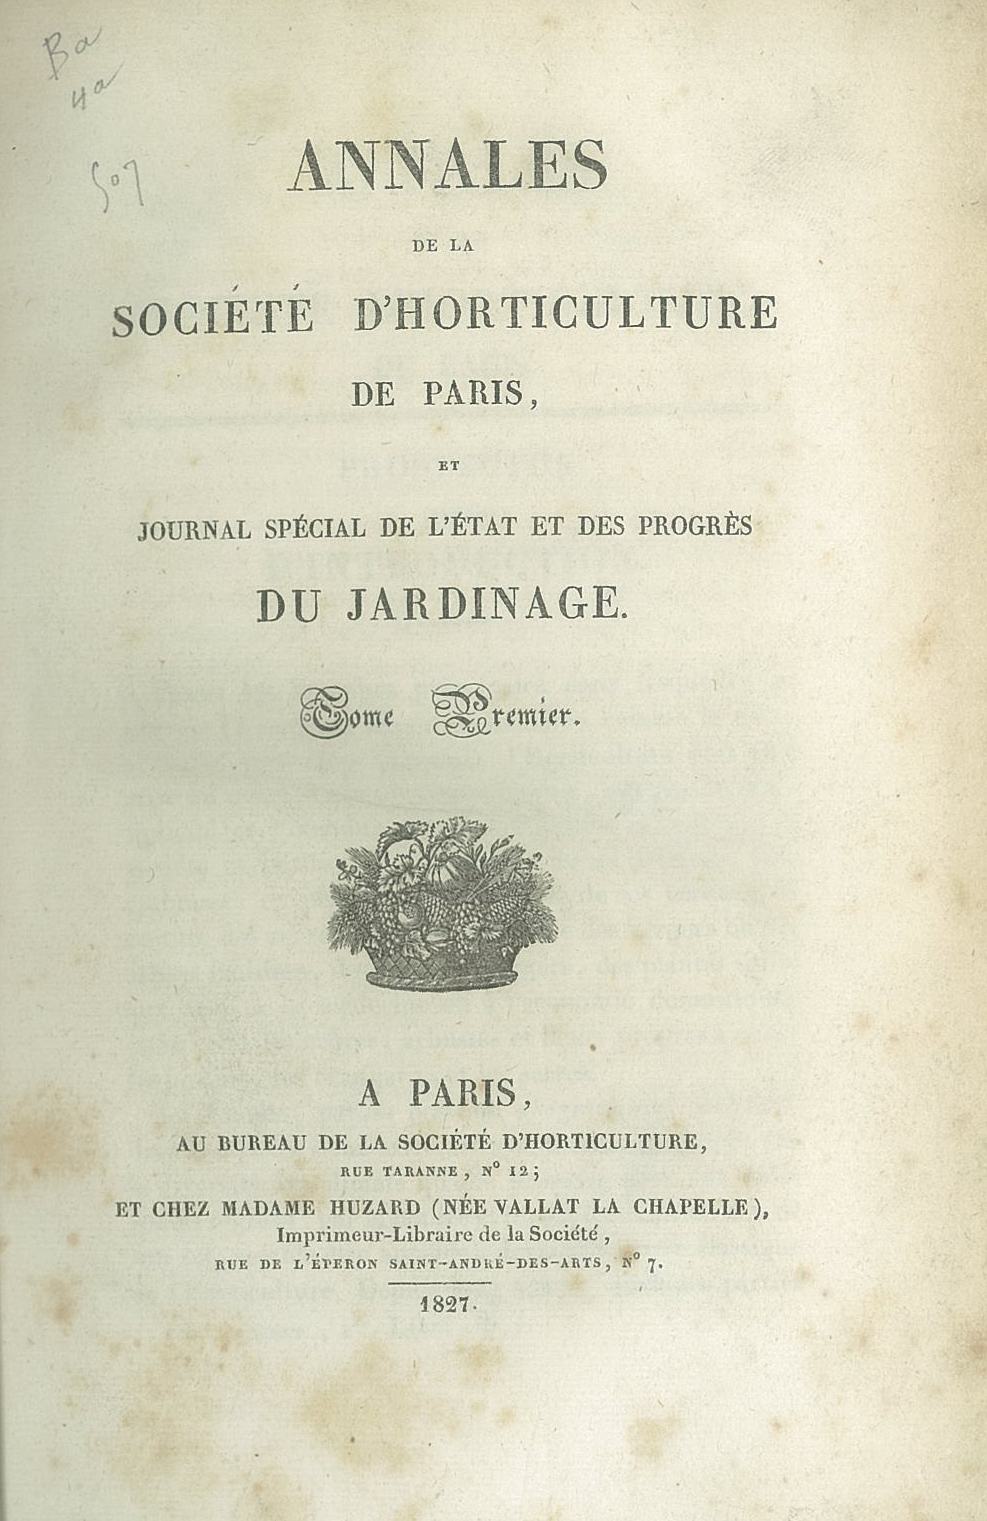 Ba
4a
507
ANNALES
DE LA
SOCIÉTÉ D'HORTICULTURE
DE PARIS,
ET
JOURNAL SPÉCIAL DE L'ÉTAT ET DES PROGRÈS
DU JARDINAGE.
Tome Premier.
A PARIS,
AU BUREAU DE LA SOCIÉTÉ D'HORTICULTURE,
RUE TARANNE, N° 12;
ET CHEZ MADAME HUZARD (NÉE VALLAT LA CHAPELLE),
Imprimeur-Libraire de la Société,
RUE DE L'ÉPERON SAINT-ANDRÉ-DES-ARTS, N° 7.
1827.